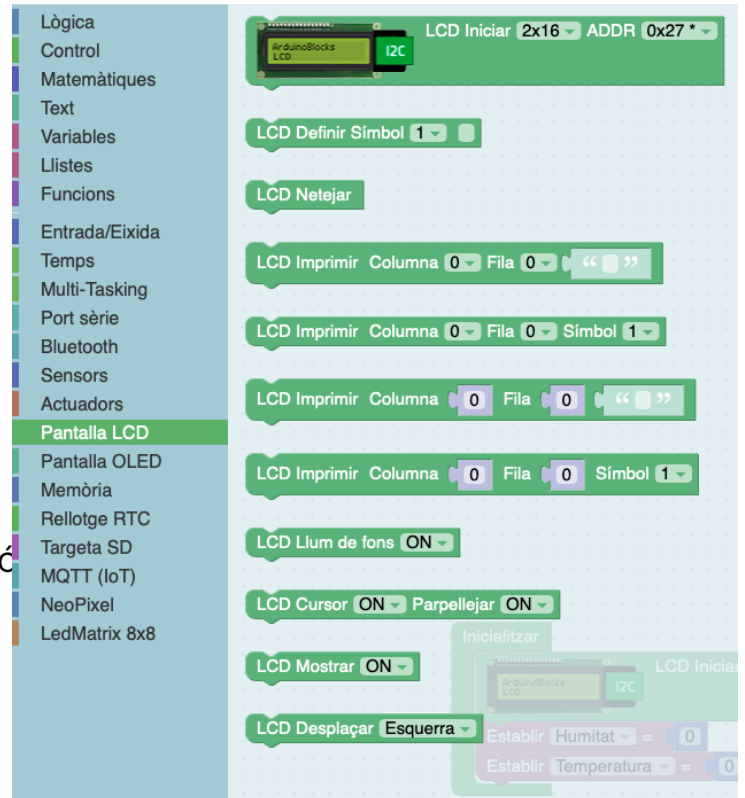 Lògica
Control
Matemàtiques
Text
Variables
Llistes
Funcions
Entrada/Eixida
Temps
Multi-Tasking
Port sèrie
Bluetooth
Sensors
Actuadors
Pantalla LCD
Pantalla OLED
Memòria
Rellotge RTC
Targeta SD
MQTT (IoT)
NeoPixel
LedMatrix 8x8
Ó
ArduinoBlocks
LCD
I2C
LCD Iniciar 2x16 ADDR 0x27 *
LCD Definir Símbol 1
LCD Netejar
LCD Imprimir Columna 0 Fila 0 “ ”
LCD Imprimir Columna 0 Fila 0 Símbol 1
LCD Imprimir Columna 0 Fila 0 “ ”
LCD Imprimir Columna 0 Fila 0 Símbol 1
LCD Llum de fons ON
LCD Cursor ON Parpellejar ON
LCD Mostrar ON
LCD Desplaçar Esquerra
Inicialitzar
ArduinoBlocks
LCD
I2C
LCD Iniciar
Establir Humitat = 0
Establir Temperatura = 0